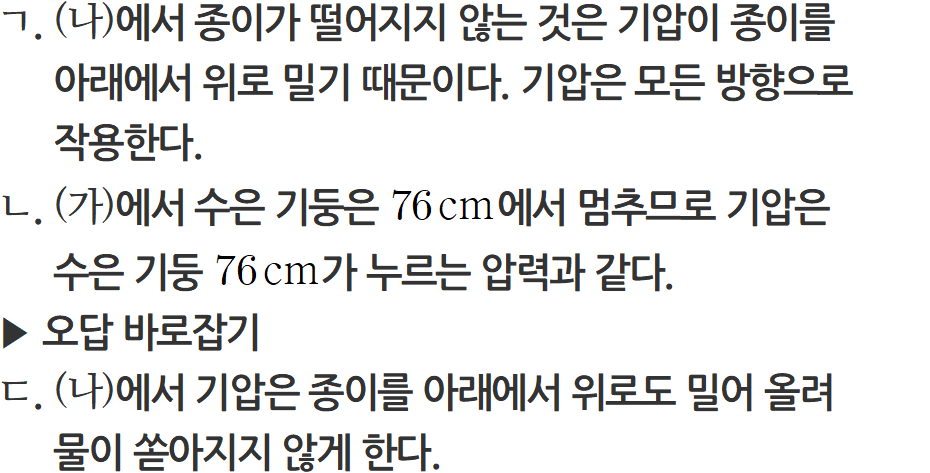 ㄱ. (나)에서 종이가 떨어지지 않는 것은 기압이 종이를
아래에서 위로 밀기 때문이다. 기압은 모든 방향으로
작용한다.
ㄴ. (가)에서 수은 기둥은 76cm에서 멈추므로 기압은
수은 기둥 76cm가 누르는 압력과 같다.
▶ 오답 바로잡기
ㄷ. (나)에서 기압은 종이를 아래에서 위로도 밀어 올려
물이 쏟아지지 않게 한다.